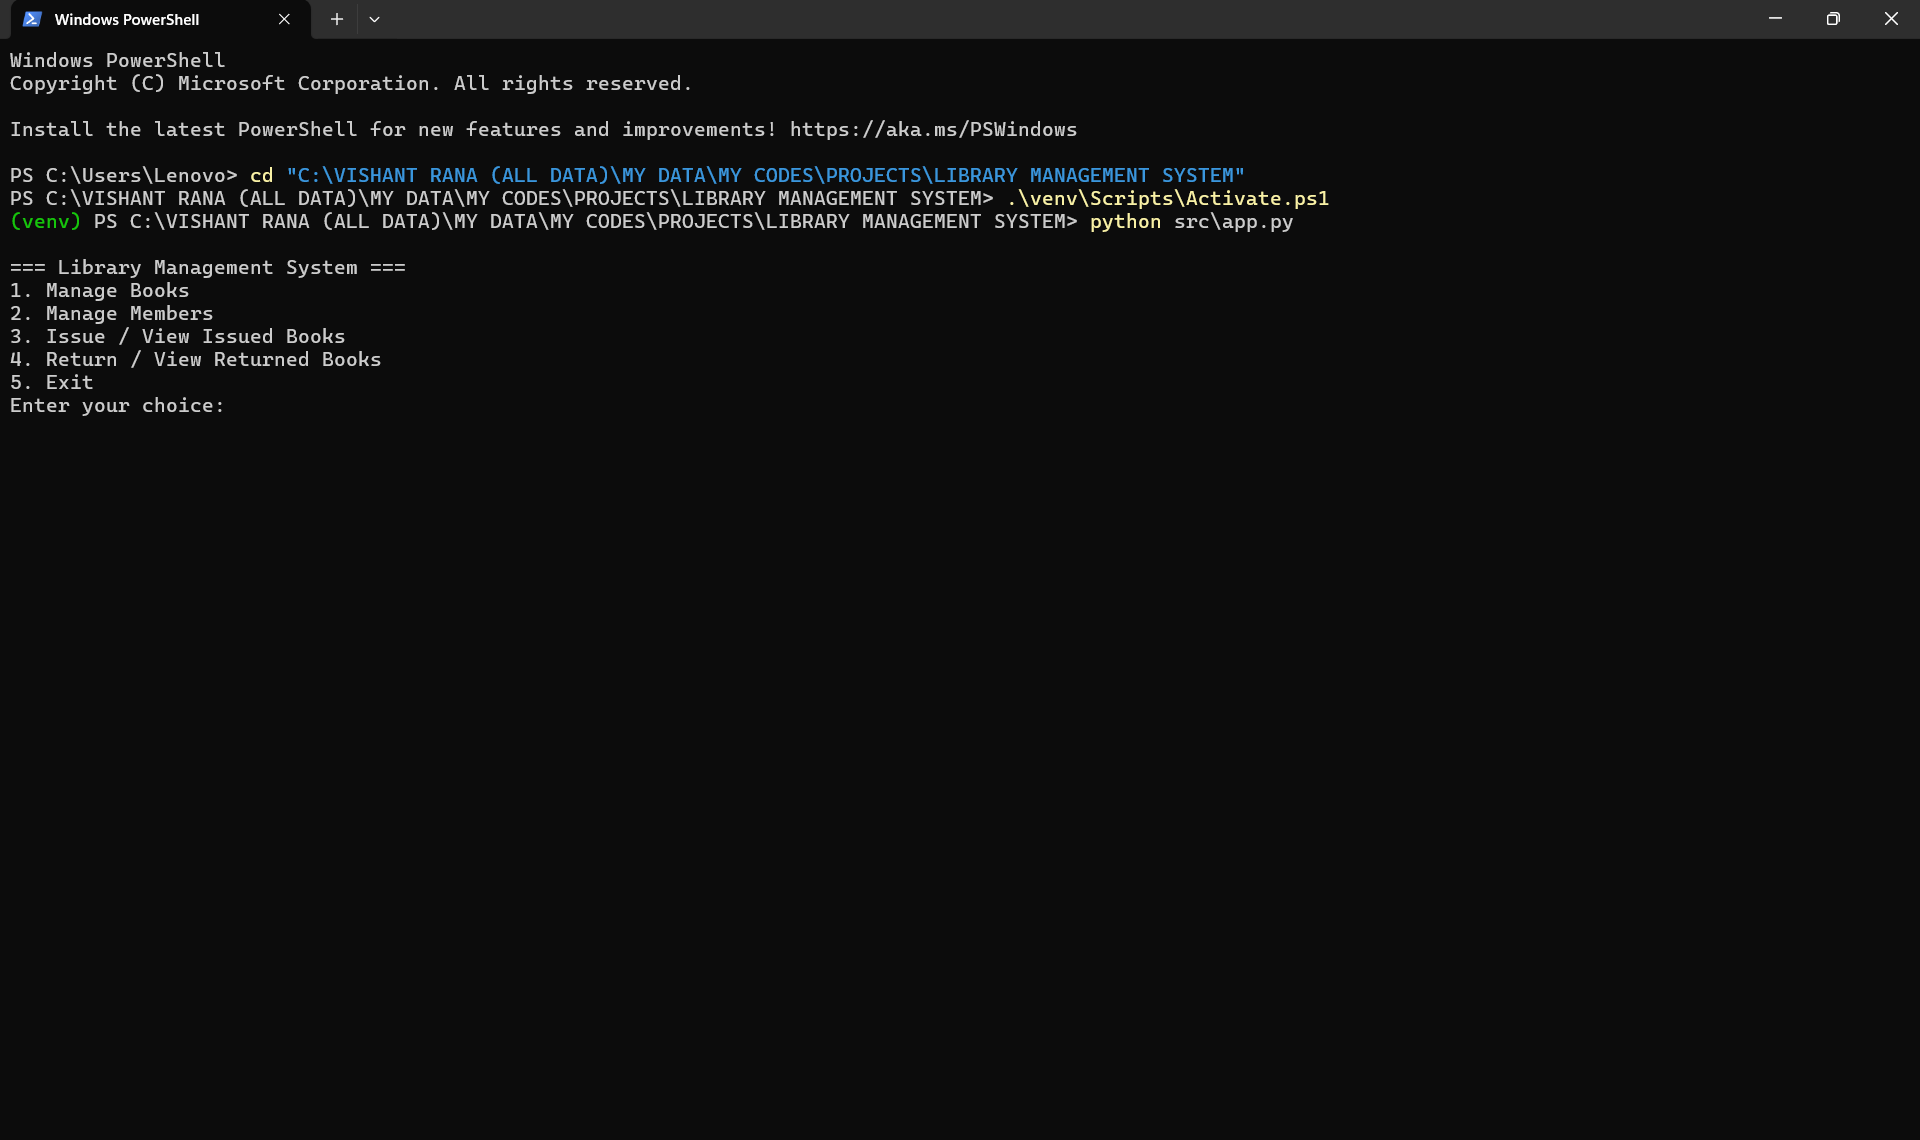 Windows PowerShell
Windows PowerShell
Copyright (C) Microsoft Corporation. All rights reserved.
Install the latest PowerShell for new features and improvements! https://aka.ms/PSWindows
PS C:\Users\Lenovo> cd "C:\VISHANT RANA (ALL DATA)\MY DATA\MY CODES\PROJECTS\LIBRARY MANAGEMENT SYSTEM"
PS C:\VISHANT RANA (ALL DATA)\MY DATA\MY CODES\PROJECTS\LIBRARY MANAGEMENT SYSTEM> .\venv\Scripts\Activate.ps1
(venv) PS C:\VISHANT RANA (ALL DATA)\MY DATA\MY CODES\PROJECTS\LIBRARY MANAGEMENT SYSTEM> python src\app.py
=== Library Management System ===
1. Manage Books
2. Manage Members
3. Issue / View Issued Books
4. Return / View Returned Books
5. Exit
Enter your choice: